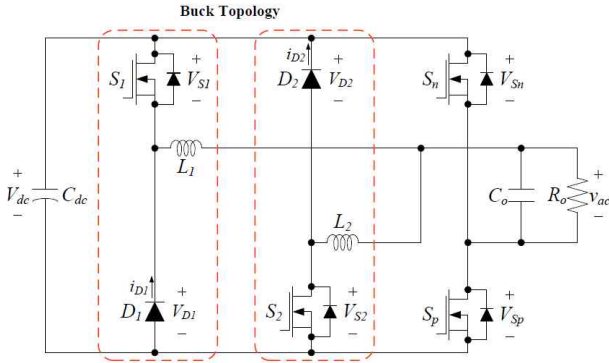 Buck Topology
S1
+
VS1
−
iD2
D2
+
VD2
−
Sn
+
VSn
−
L1
+
Vdc
−
Cdc
L2
Co
Ro
+
vac
−
iD1
D1
+
VD1
−
S2
+
VS2
−
Sp
+
VSp
−